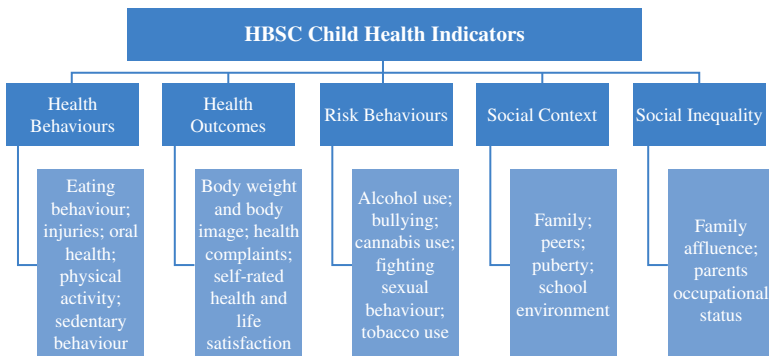 HBSC Child Health Indicators
Health
Behaviours
Health
Outcomes
Risk Behaviours
Social Context
Social Inequality
Eating
behaviour;
injuries; oral
health;
physical
activity;
sedentary
behaviour
Body weight
and body
image; health
complaints;
self-rated
health and
life
satisfaction
Alcohol use;
bullying;
cannabis use;
fighting
sexual
behaviour;
tobacco use
Family;
peers;
puberty;
school
environment
Family
affluence;
parents
occupational
status